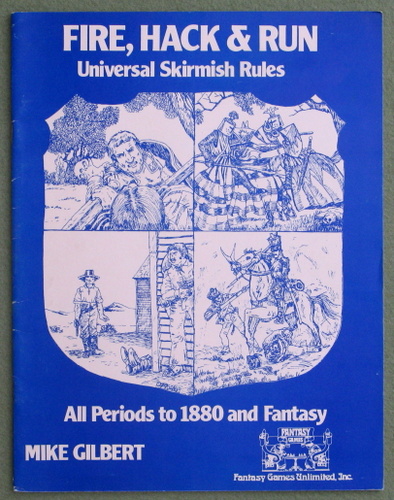 FIRE, HACK & RUN
Universal Skirmish Rules
All Periods to 1880 and Fantasy
MIKE GILBERT
FANTASY
GAMES
Fantasy Games Unlimited, Inc.